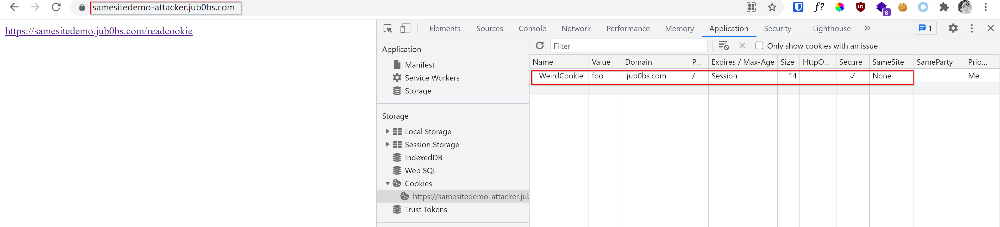 samesitedemo-attacker.jub0bs.com
f?
8
https://samesitedemo.jub0bs.com/readcookie
Elements Sources Console Network Performance Memory Application Security Lighthouse » 1
Application
Manifest
Service Workers
Storage
Storage
Local Storage
Session Storage
IndexedDB
Web SQL
Cookies
https://samesitedemo-attacker.jub
Trust Tokens
Filter
Only show cookies with an issue
Name Value Domain P... Expires / Max-Age Size HttpO... Secure SameSite SameParty Prio...
WeirdCookie foo .jub0bs.com / Session 14 ✓ None Me...